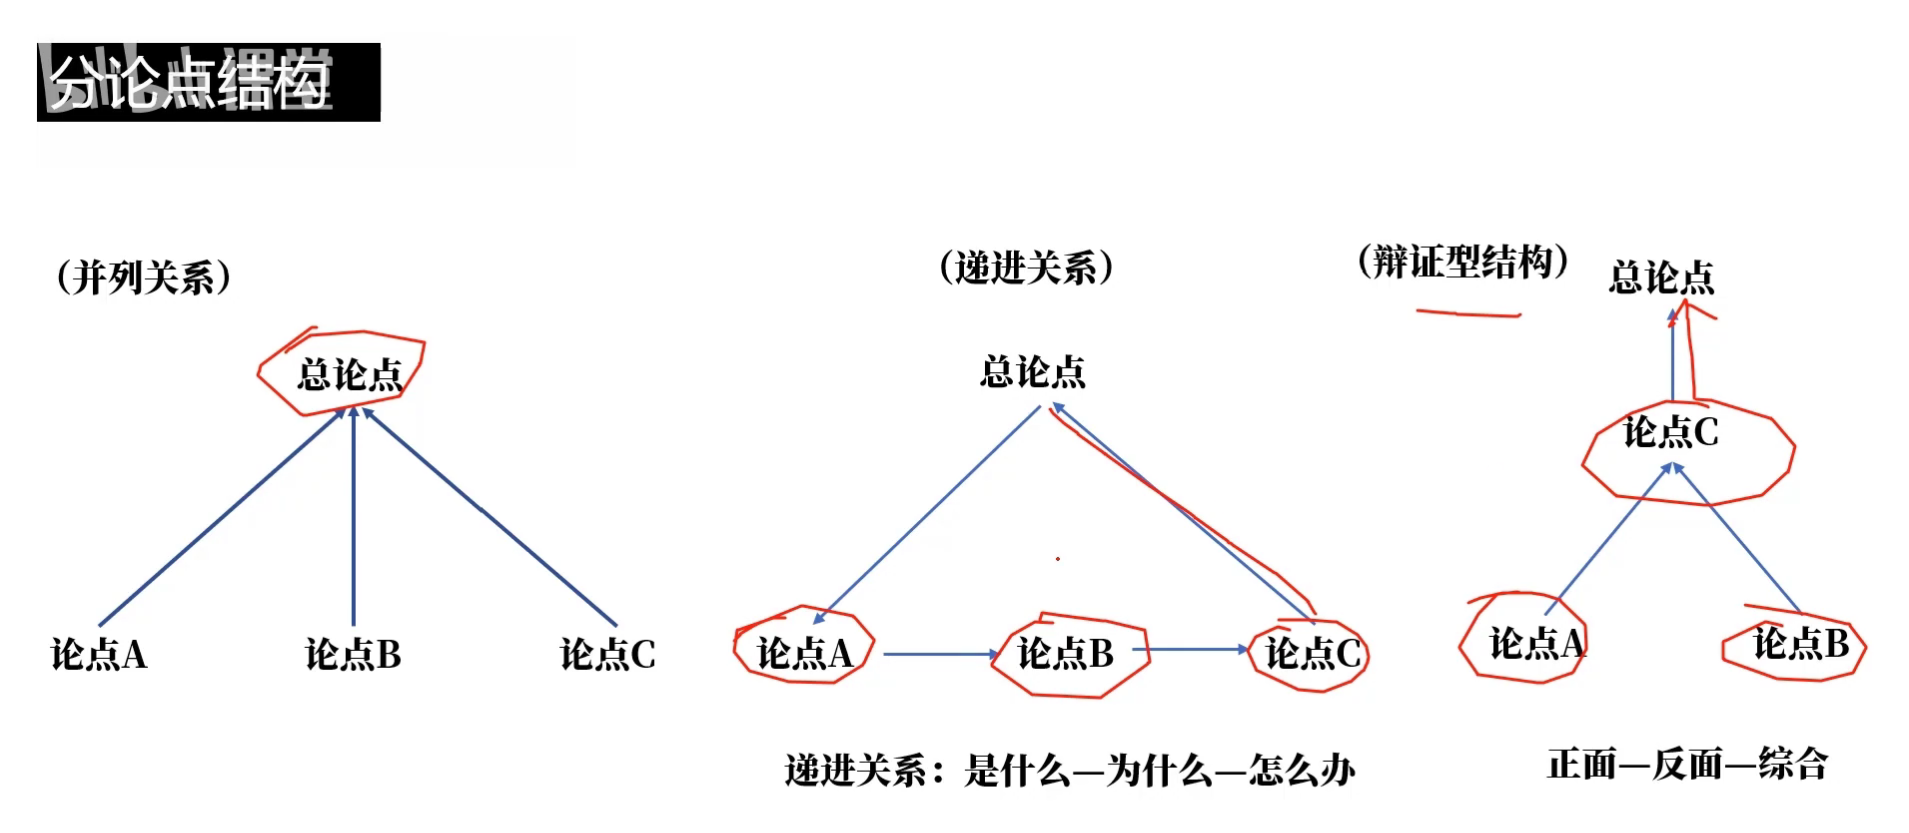 分论点结构
课堂
（并列关系）
总论点
论点A
论点B
论点C
（递进关系）
总论点
论点A
论点B
论点C
递进关系：是什么—为什么—怎么办
（辩证型结构）
总论点
论点C
论点A
论点B
正面—反面—综合